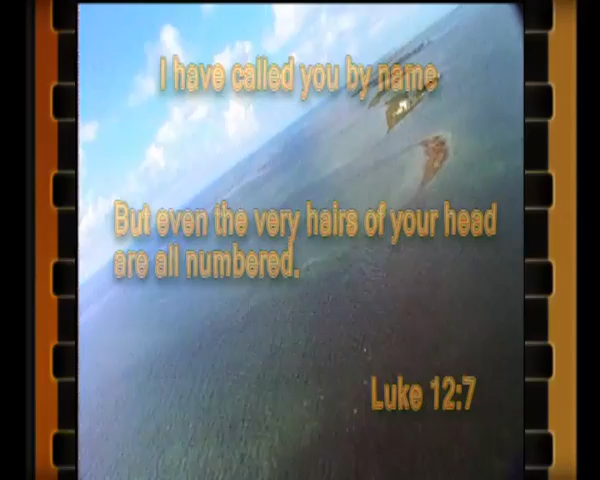 I have called you by name
But even the very hairs of your head
are all numbered.
Luke 12:7